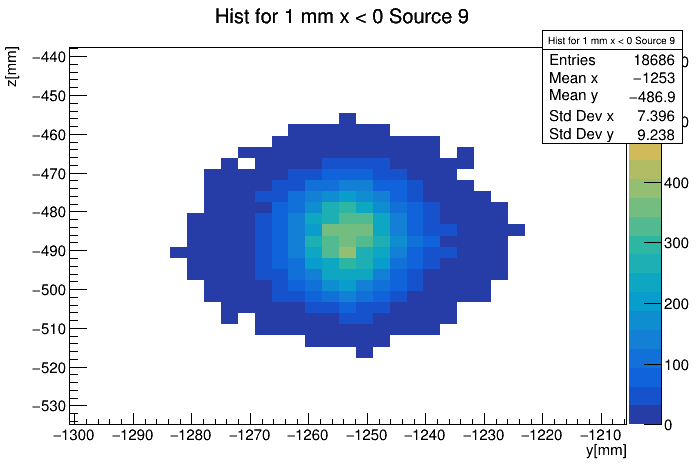 Hist for 1 mm x < 0 Source 9
Hist for 1 mm x < 0 Source 9
Entries 18686
Mean x −1253
Mean y −486.9
Std Dev x 7.396
Std Dev y 9.238
z[mm]
−440
−450
−460
−470
−480
−490
−500
−510
−520
−530
−1300 −1290 −1280 −1270 −1260 −1250 −1240 −1230 −1220 −1210
y[mm]
400
300
200
100
0